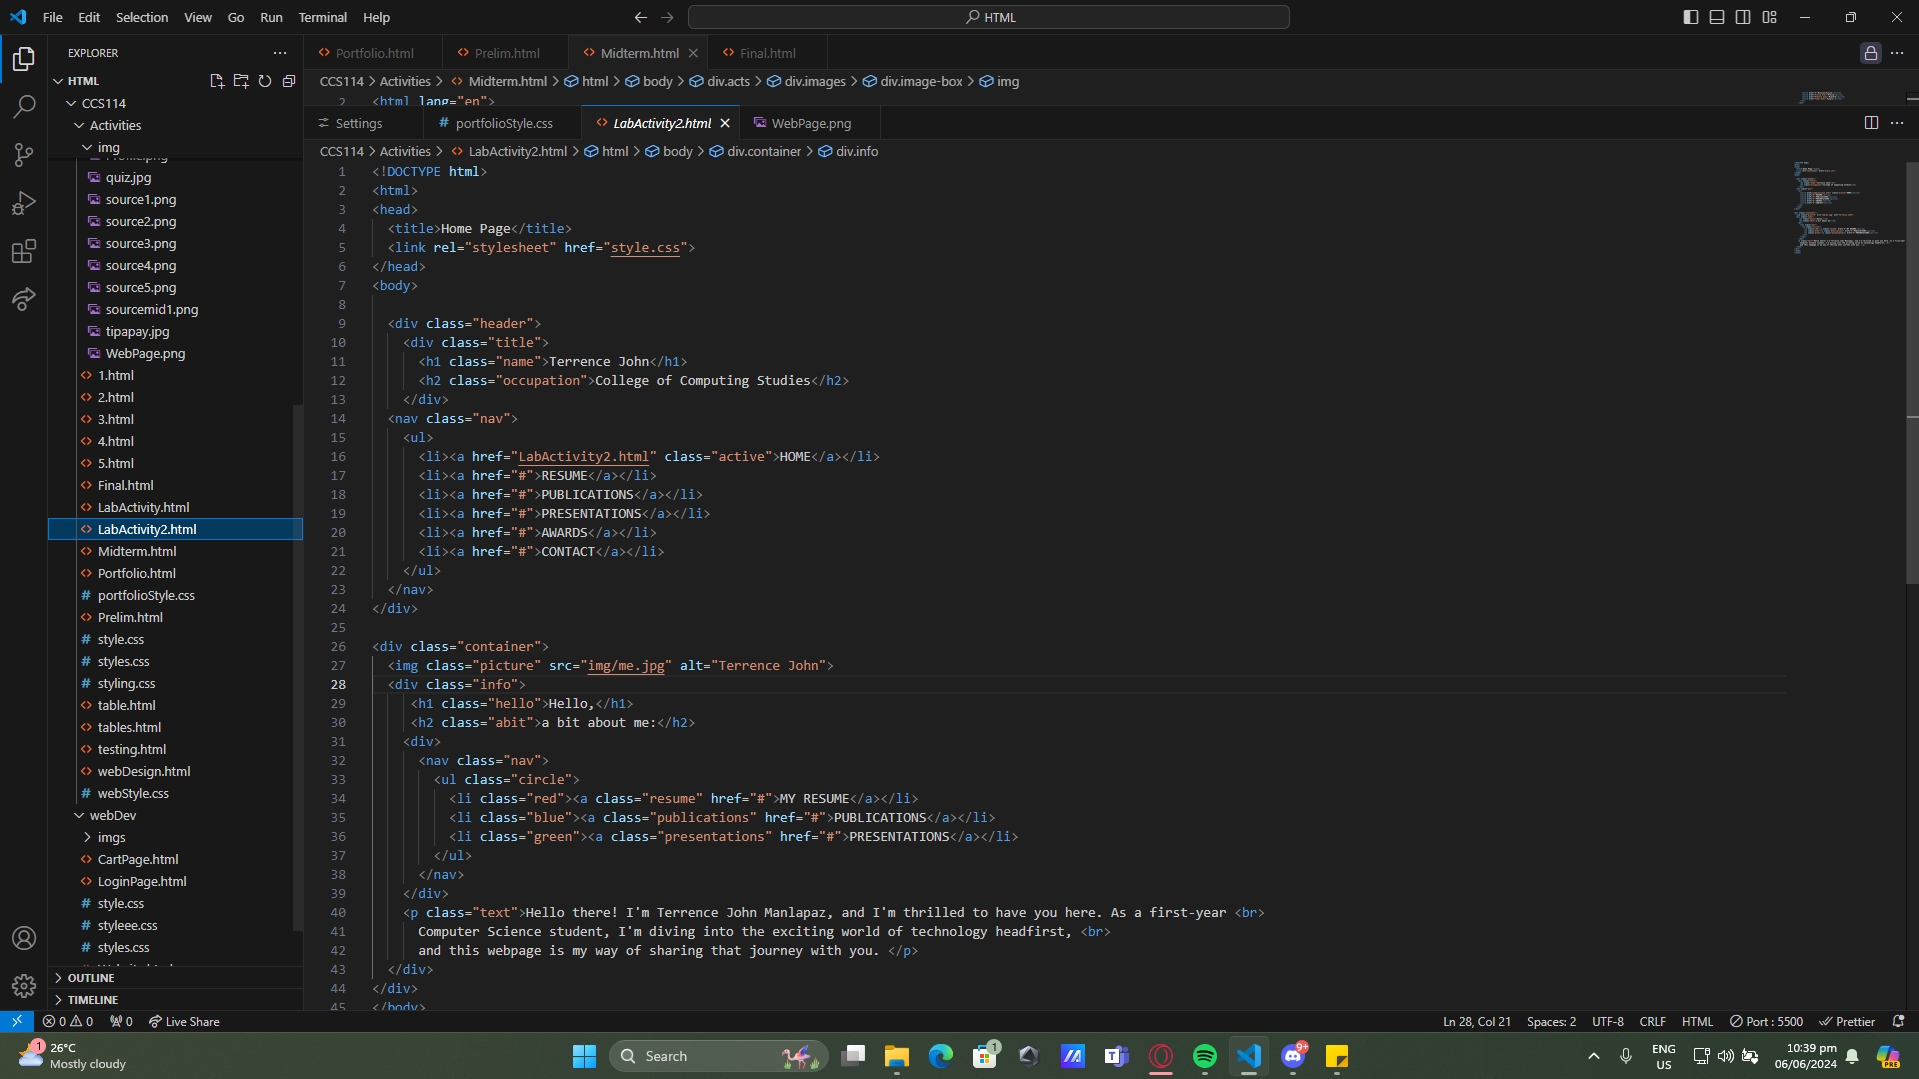 File Edit Selection View Go Run Terminal Help
HTML
EXPLORER
HTML
CCS114
Activities
img
quiz.jpg
source1.png
source2.png
source3.png
source4.png
source5.png
sourcemid1.png
tipapay.jpg
WebPage.png
1.html
2.html
3.html
4.html
5.html
Final.html
LabActivity.html
LabActivity2.html
Midterm.html
Portfolio.html
portfolioStyle.css
Prelim.html
style.css
styles.css
styling.css
table.html
tables.html
testing.html
webDesign.html
webStyle.css
webDev
imgs
CartPage.html
LoginPage.html
style.css
styleee.css
styles.css
OUTLINE
TIMELINE
Portfolio.html Prelim.html Midterm.html Final.html
CCS114 > Activities > Midterm.html > html > body > div.acts > div.images > div.image-box > img
2 <html lang="en">
Settings portfolioStyle.css LabActivity2.html WebPage.png
CCS114 > Activities > LabActivity2.html > html > body > div.container > div.info
1 <!DOCTYPE html>
2 <html>
3 <head>
4 <title>Home Page</title>
5 <link rel="stylesheet" href="style.css">
6 </head>
7 <body>
8
9 <div class="header">
10 <div class="title">
11 <h1 class="name">Terrence John</h1>
12 <h2 class="occupation">College of Computing Studies</h2>
13 </div>
14 <nav class="nav">
15 <ul>
16 <li><a href="LabActivity2.html" class="active">HOME</a></li>
17 <li><a href="#">RESUME</a></li>
18 <li><a href="#">PUBLICATIONS</a></li>
19 <li><a href="#">PRESENTATIONS</a></li>
20 <li><a href="#">AWARDS</a></li>
21 <li><a href="#">CONTACT</a></li>
22 </ul>
23 </nav>
24 </div>
25
26 <div class="container">
27 <img class="picture" src="img/me.jpg" alt="Terrence John">
28 <div class="info">
29 <h1 class="hello">Hello,</h1>
30 <h2 class="abit">a bit about me:</h2>
31 <div>
32 <nav class="nav">
33 <ul class="circle">
34 <li class="red"><a class="resume" href="#">MY RESUME</a></li>
35 <li class="blue"><a class="publications" href="#">PUBLICATIONS</a></li>
36 <li class="green"><a class="presentations" href="#">PRESENTATIONS</a></li>
37 </ul>
38 </nav>
39 </div>
40 <p class="text">Hello there! I'm Terrence John Manlapaz, and I'm thrilled to have you here. As a first-year <br>
41 Computer Science student, I'm diving into the exciting world of technology headfirst, <br>
42 and this webpage is my way of sharing that journey with you. </p>
43 </div>
44 </div>
45 </body>
0 0 0 Live Share
Ln 28, Col 21 Spaces: 2 UTF-8 CRLF HTML Port : 5500 Prettier
1 26°C
Mostly cloudy
Search
1
9+
ENG
US
10:39 pm
06/06/2024
PRE